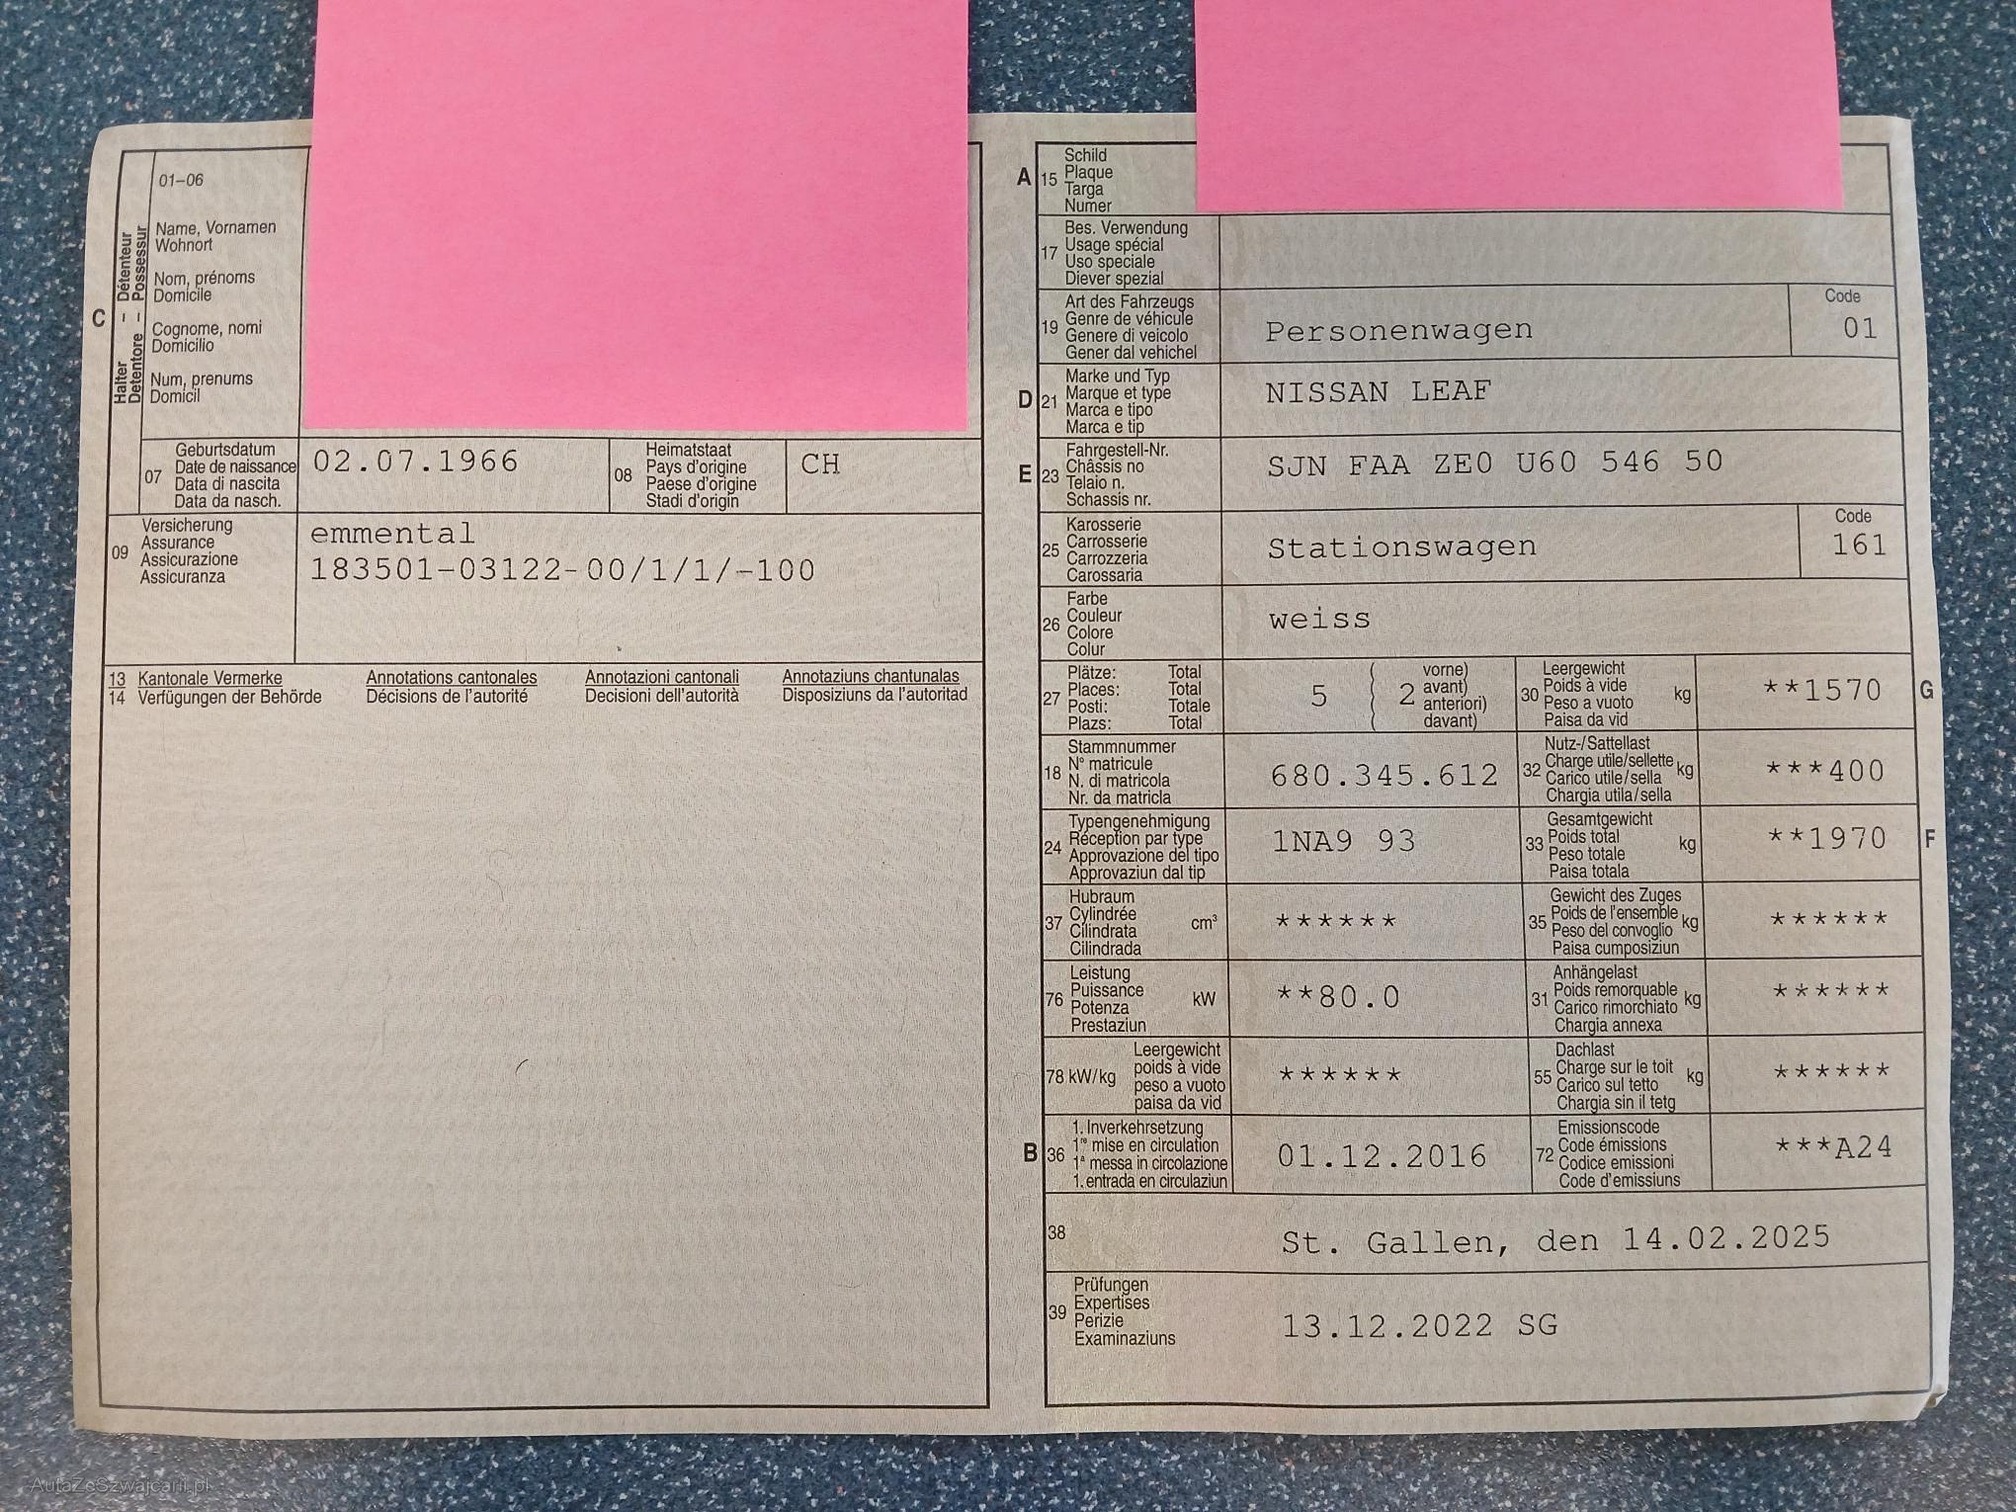 01-06
Halter – Détenteur
Detentore – Possessur
C
Name, Vornamen
Wohnort
Nom, prénoms
Domicile
Cognome, nomi
Domicilio
Num, prenums
Domicil
07
Geburtsdatum
Date de naissance
Data di nascita
Data da nasch.
02.07.1966
08
Heimatstaat
Pays d'origine
Paese d'origine
Stadi d'origin
CH
09
Versicherung
Assurance
Assicurazione
Assicuranza
emmental
183501-03122-00/1/1/-100
13 Kantonale Vermerke Annotations cantonales Annotazioni cantonali Annotaziuns chantunalas
14 Verfügungen der Behörde Décisions de l'autorité Decisioni dell'autorità Disposiziuns da l'autoritad
A 15
Schild
Plaque
Targa
Numer
17
Bes. Verwendung
Usage spécial
Uso speciale
Diever spezial
19
Art des Fahrzeugs
Genre de véhicule
Genere di veicolo
Gener dal vehichel
Personenwagen
Code
01
D 21
Marke und Typ
Marque et type
Marca e tipo
Marca e tip
NISSAN LEAF
E 23
Fahrgestell-Nr.
Châssis no
Telaio n.
Schassis nr.
SJN FAA ZE0 U60 546 50
25
Karosserie
Carrosserie
Carrozzeria
Carossaria
Stationswagen
Code
161
26
Farbe
Couleur
Colore
Colur
weiss
27
Plätze: Total
Places: Total
Posti: Totale
Plazs: Total
5
2
vorne)
avant)
anteriori)
davant)
30
Leergewicht
Poids à vide
Peso a vuoto
Paisa da vid
kg
**1570
G
18
Stammnummer
N° matricule
N. di matricola
Nr. da matricla
680.345.612
32
Nutz-/Sattellast
Charge utile/sellette
Carico utile/sella
Chargia utila/sella
kg
***400
24
Typengenehmigung
Réception par type
Approvazione del tipo
Approvaziun dal tip
1NA9 93
33
Gesamtgewicht
Poids total
Peso totale
Paisa totala
kg
**1970
F
37
Hubraum
Cylindrée
Cilindrata
Cilindrada
cm³
******
35
Gewicht des Zuges
Poids de l'ensemble
Peso del convoglio
Paisa cumposiziun
kg
******
76
Leistung
Puissance
Potenza
Prestaziun
kW
**80.0
31
Anhängelast
Poids remorquable
Carico rimorchiato
Chargia annexa
kg
******
78 kW/kg
Leergewicht
poids à vide
peso a vuoto
paisa da vid
******
55
Dachlast
Charge sur le toit
Carico sul tetto
Chargia sin il tetg
kg
******
B 36
1. Inverkehrsetzung
1re mise en circulation
1a messa in circolazione
1. entrada en circulaziun
01.12.2016
72
Emissionscode
Code émissions
Codice emissioni
Code d'emissiuns
***A24
38
St. Gallen, den 14.02.2025
39
Prüfungen
Expertises
Perizie
Examinaziuns
13.12.2022 SG
AutaZeSzwajcarii.pl